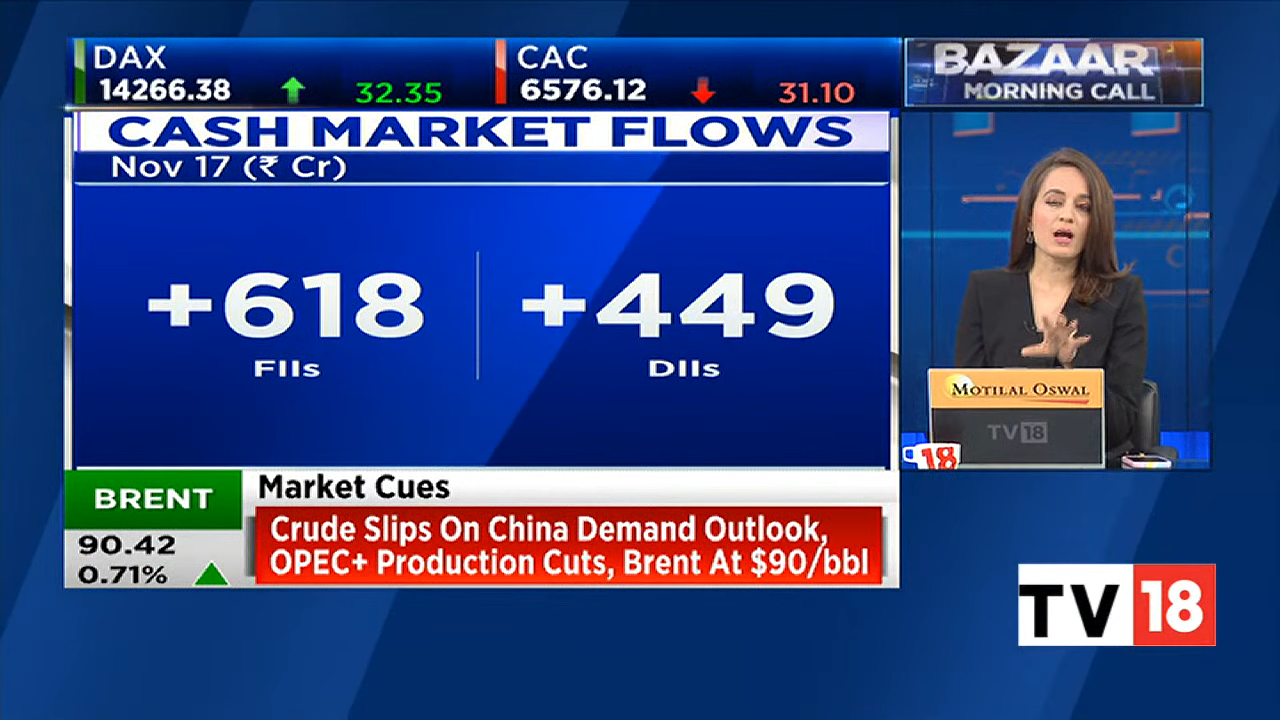 DAX
14266.38 32.35
CAC
6576.12 31.10
BAZAAR
MORNING CALL
CASH MARKET FLOWS
Nov 17 (₹ Cr)
+618
FIIs
+449
DIIs
MOTILAL OSWAL
TV18
18
BRENT
90.42
0.71%
Market Cues
Crude Slips On China Demand Outlook,
OPEC+ Production Cuts, Brent At $90/bbl
TV18